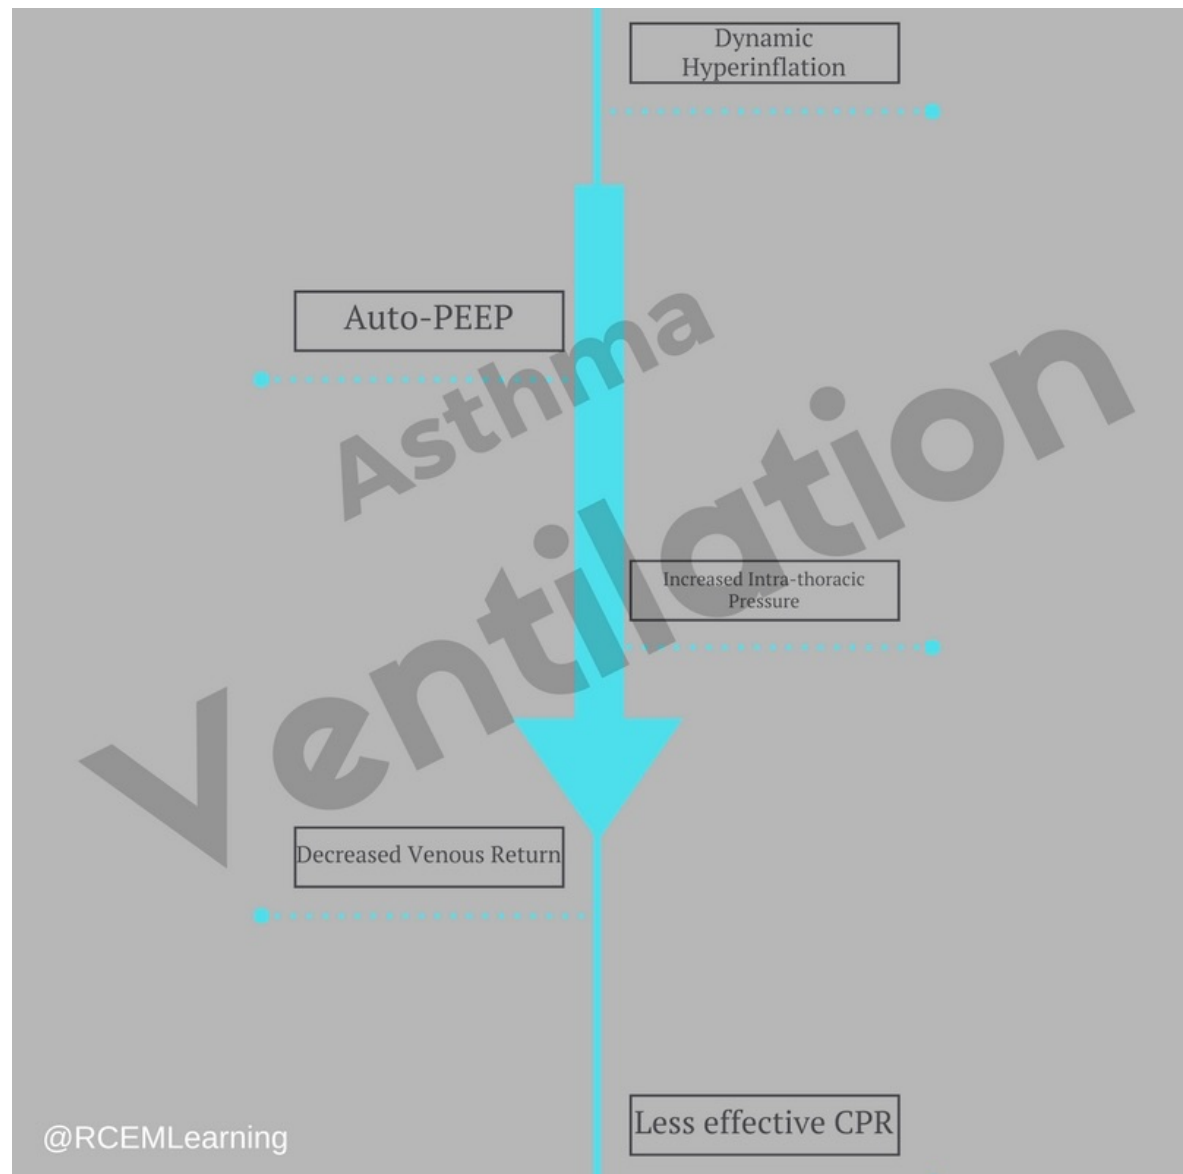 Dynamic
Hyperinflation
Auto-PEEP
Asthma
Ventilation
Increased Intra-thoracic
Pressure
Decreased Venous Return
Less effective CPR
@RCEMLearning